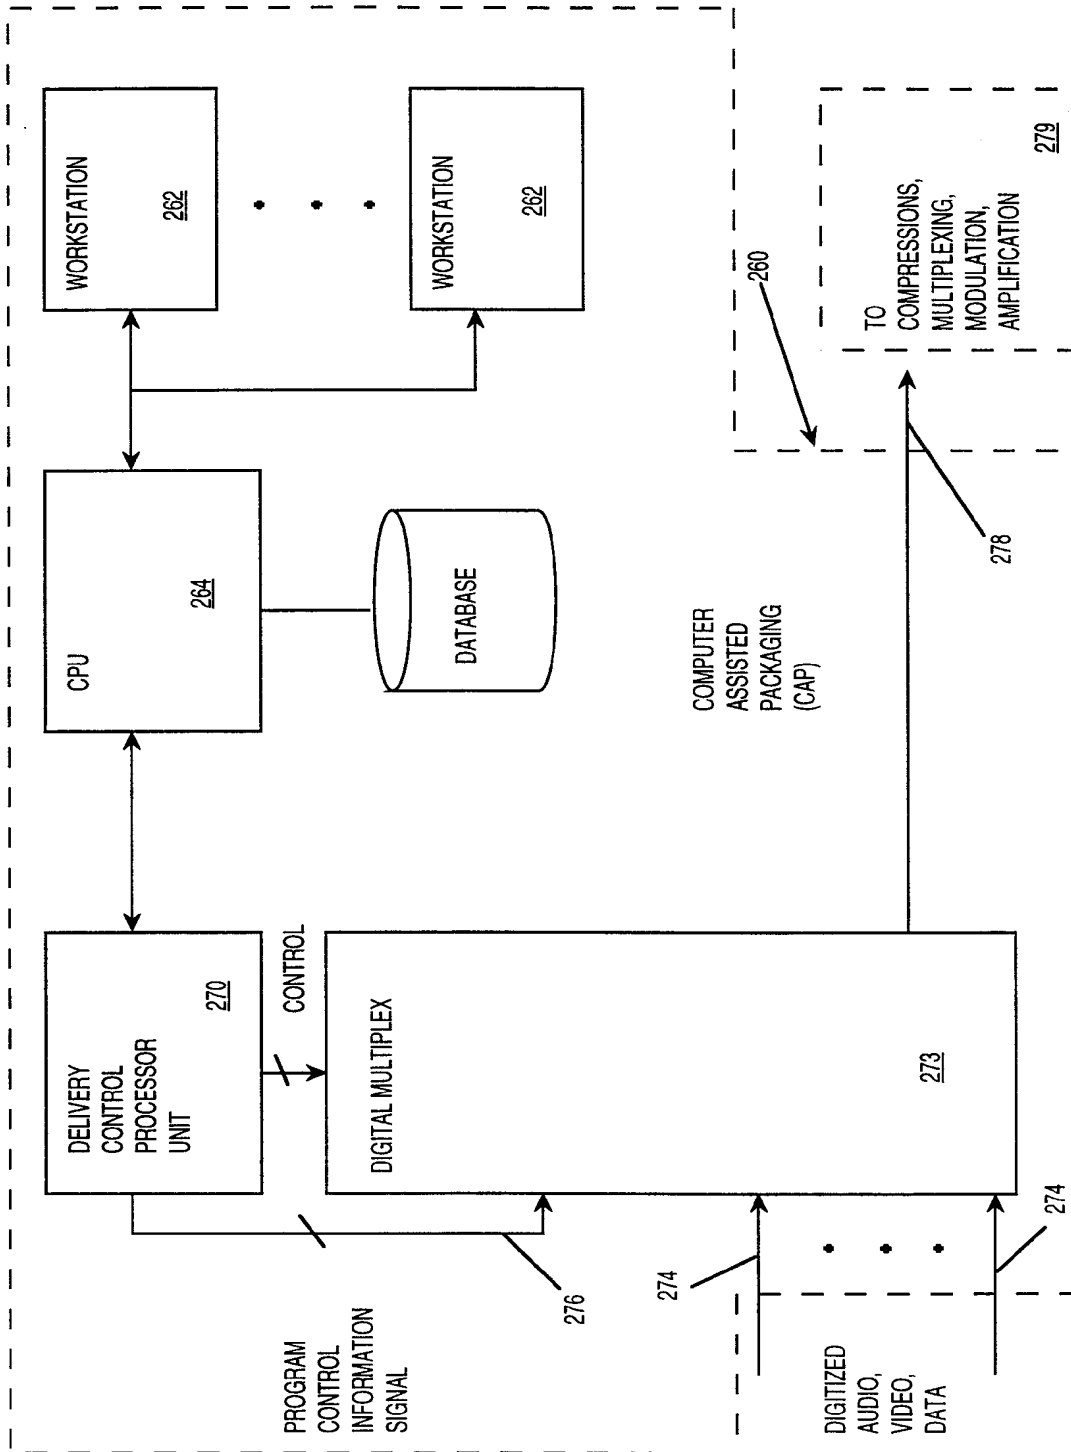 WORKSTATION
262
WORKSTATION
262
CPU
264
DATABASE
DELIVERY
CONTROL
PROCESSOR
UNIT
270
CONTROL
DIGITAL MULTIPLEX
273
PROGRAM
CONTROL
INFORMATION
SIGNAL
276
274
274
DIGITIZED
AUDIO,
VIDEO,
DATA
COMPUTER
ASSISTED
PACKAGING
(CAP)
260
278
TO
COMPRESSIONS,
MULTIPLEXING,
MODULATION,
AMPLIFICATION
279